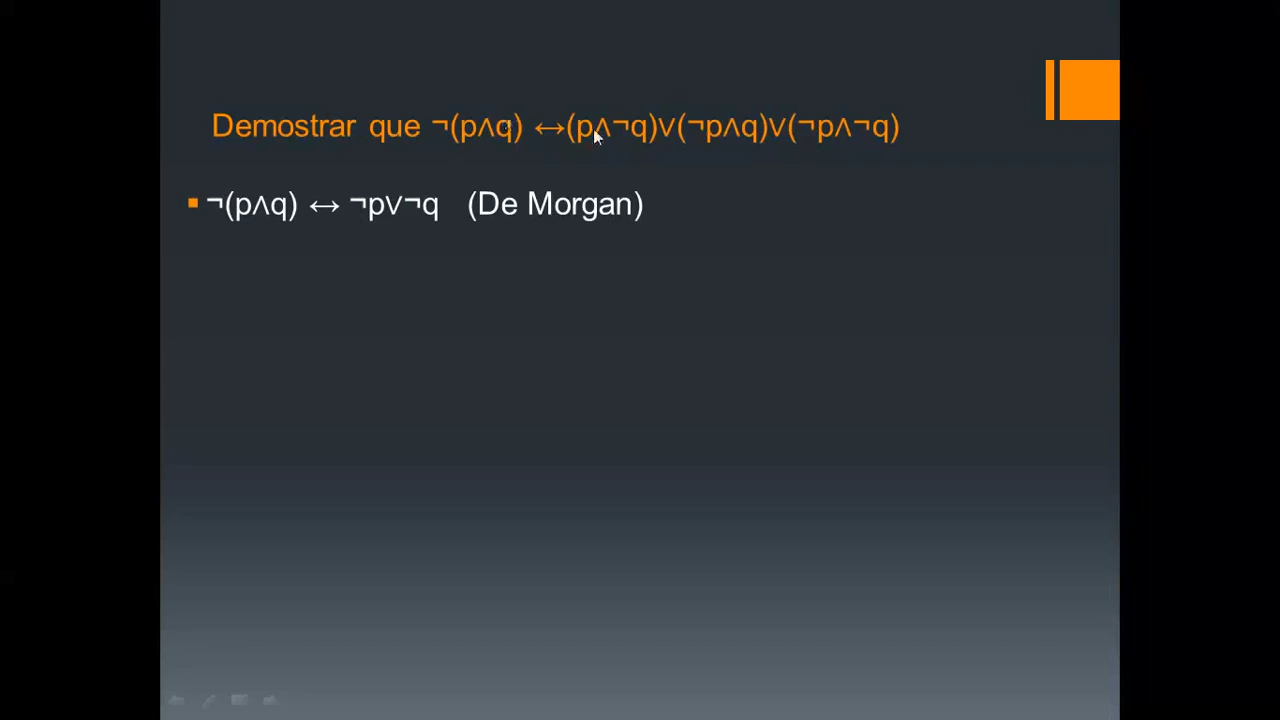 Demostrar que ¬(p∧q) ↔(p∧¬q)∨(¬p∧q)∨(¬p∧¬q)
¬(p∧q) ↔ ¬p∨¬q (De Morgan)